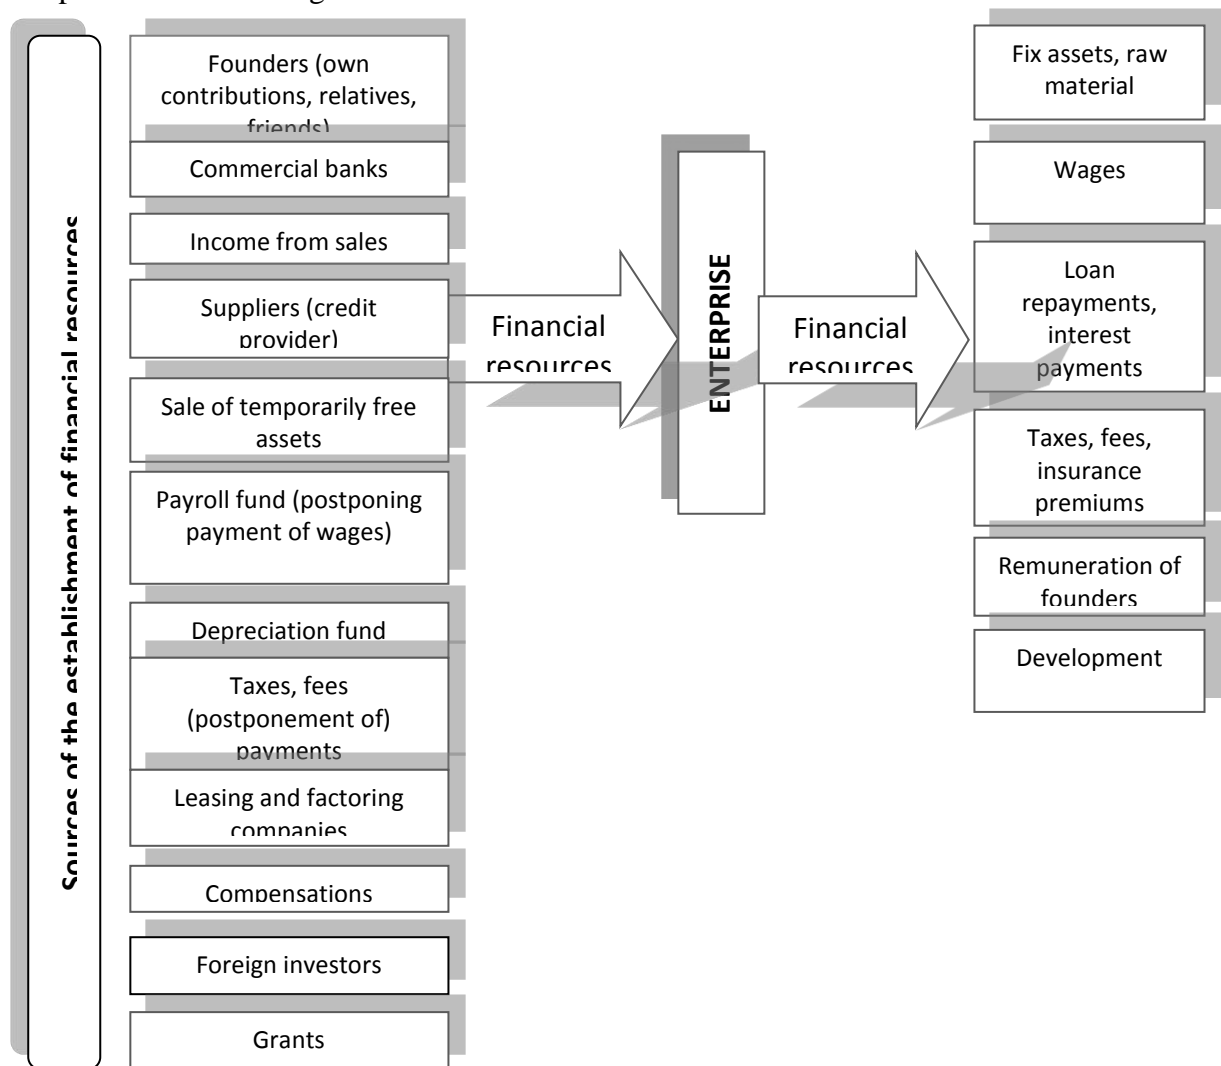 Sources of the establishment of financial resources
Founders (own
contributions, relatives,
friends)
Commercial banks
Income from sales
Suppliers (credit
provider)
Sale of temporarily free
assets
Payroll fund (postponing
payment of wages)
Depreciation fund
Taxes, fees
(postponement of)
payments
Leasing and factoring
companies
Compensations
Foreign investors
Grants
Financial
resources
ENTERPRISE
Financial
resources
Fix assets, raw
material
Wages
Loan
repayments,
interest
payments
Taxes, fees,
insurance
premiums
Remuneration of
founders
Development